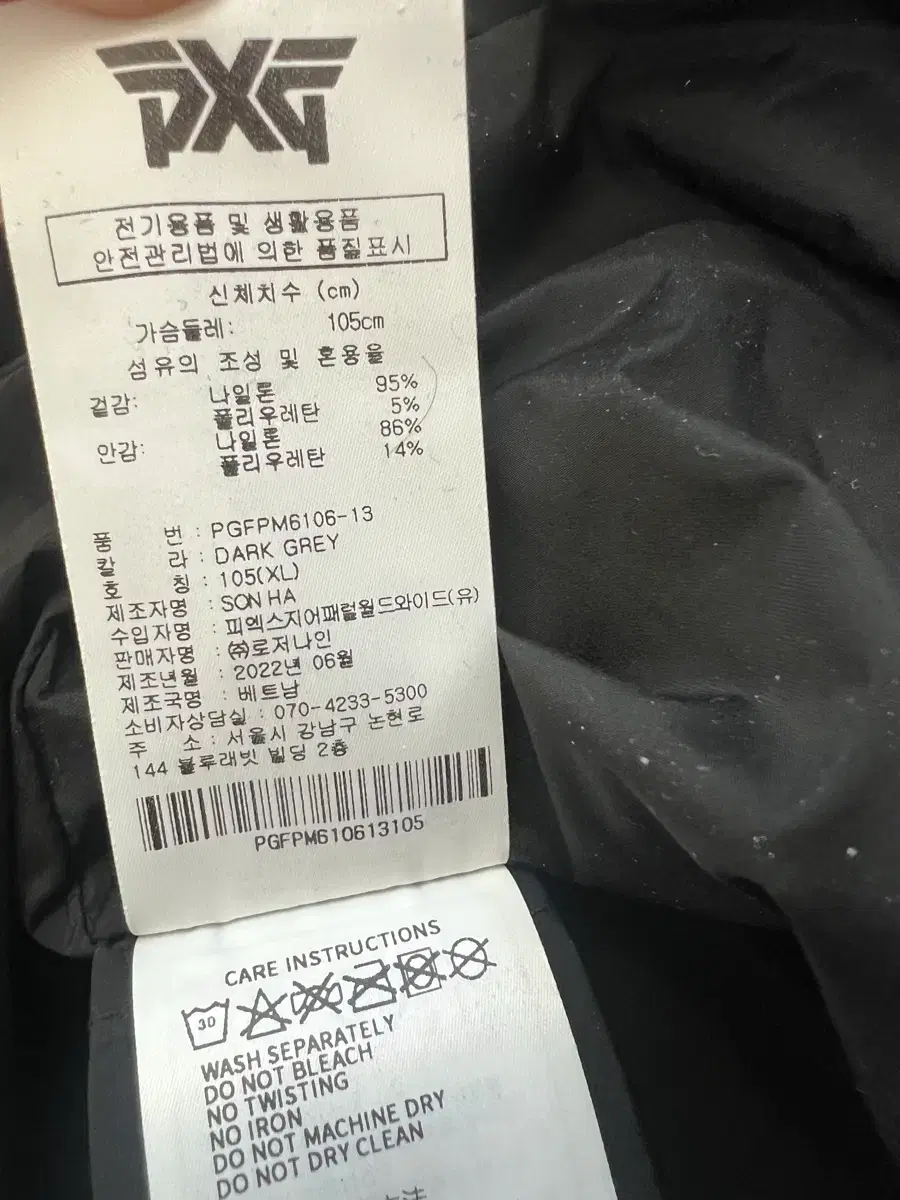 PXG
전기용품 및 생활용품
안전관리법에 의한 품질표시
신체치수 (cm)
가슴둘레: 105cm
섬유의 조성 및 혼용율
겉감: 나일론 95%
폴리우레탄 5%
안감: 나일론 86%
폴리우레탄 14%
품 번 : PGFPM6106-13
칼 라 : DARK GREY
호 칭 : 105(XL)
제조자명 : SON HA
수입자명 : 피엑스지어패럴월드와이드(유)
판매자명 : ㈜로저나인
제조년월 : 2022년 06월
제조국명 : 베트남
소비자상담실 : 070-4233-5300
주 소 : 서울시 강남구 논현로
144 블루래빗 빌딩 2층
PGFPM610613105
CARE INSTRUCTIONS
30
WASH SEPARATELY
DO NOT BLEACH
NO TWISTING
NO IRON
DO NOT MACHINE DRY
DO NOT DRY CLEAN